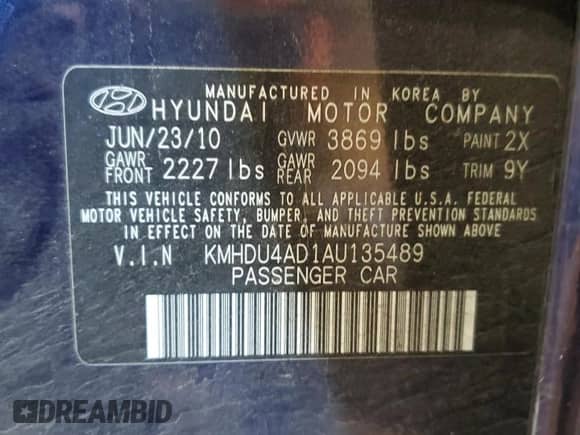 MANUFACTURED IN KOREA BY
HYUNDAI MOTOR COMPANY
JUN/23/10 GVWR 3869 lbs PAINT 2X
GAWR FRONT 2227 lbs GAWR REAR 2094 lbs TRIM 9Y
THIS VEHICLE CONFORMS TO ALL APPLICABLE U.S.A. FEDERAL
MOTOR VEHICLE SAFETY, BUMPER, AND THEFT PREVENTION STANDARDS
IN EFFECT ON THE DATE OF MANUFACTURE SHOWN ABOVE
V.I.N KMHDU4AD1AU135489
PASSENGER CAR
DREAMBID